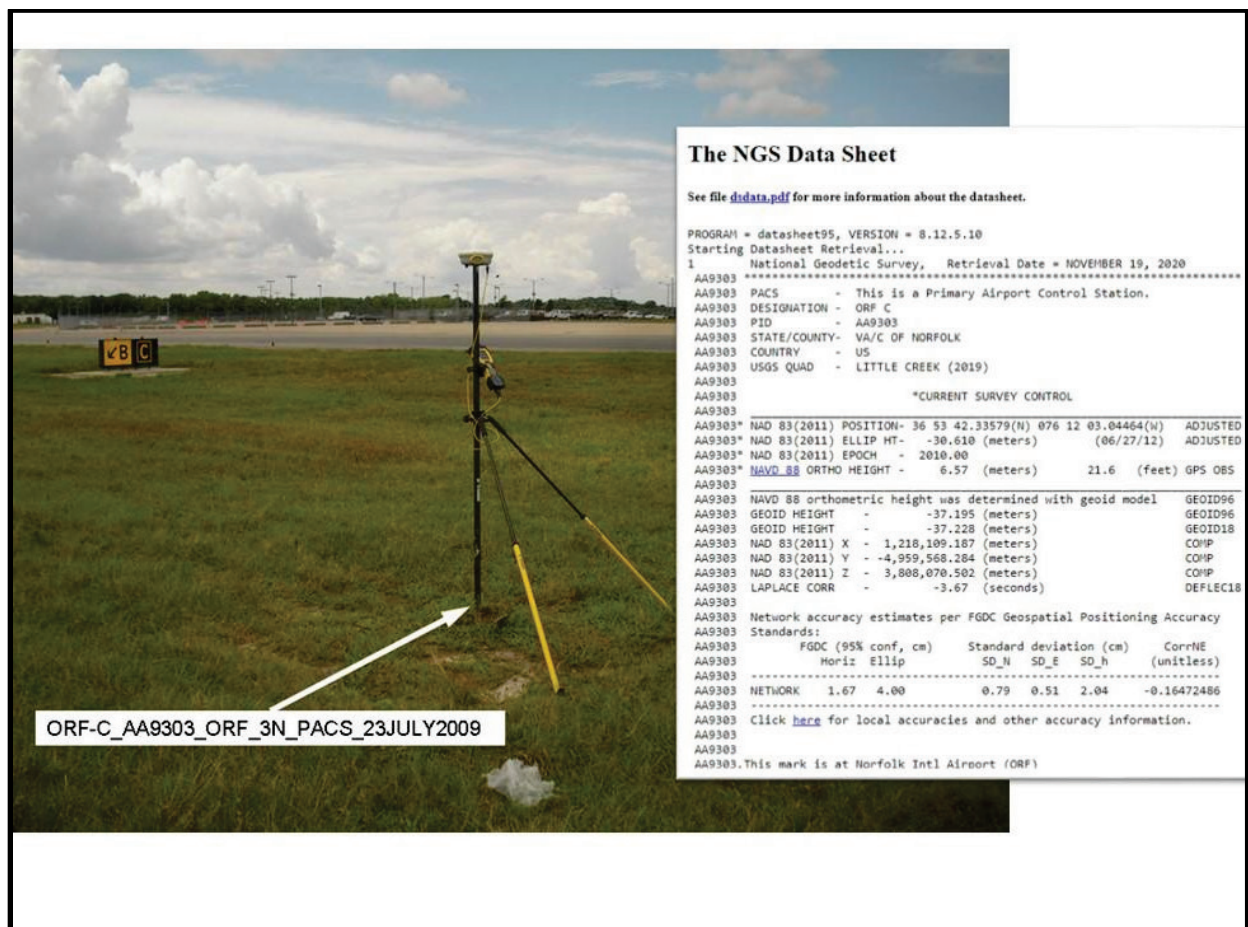 ↙B C
ORF-C_AA9303_ORF_3N_PACS_23JULY2009
The NGS Data Sheet
See file dsdata.pdf for more information about the datasheet.
PROGRAM = datasheet95, VERSION = 8.12.5.10
Starting Datasheet Retrieval...
1 National Geodetic Survey, Retrieval Date = NOVEMBER 19, 2020
AA9303 ***********************************************************************
AA9303 PACS - This is a Primary Airport Control Station.
AA9303 DESIGNATION - ORF C
AA9303 PID - AA9303
AA9303 STATE/COUNTY- VA/C OF NORFOLK
AA9303 COUNTRY - US
AA9303 USGS QUAD - LITTLE CREEK (2019)
AA9303
AA9303 *CURRENT SURVEY CONTROL
AA9303
AA9303* NAD 83(2011) POSITION- 36 53 42.33579(N) 076 12 03.04464(W) ADJUSTED
AA9303* NAD 83(2011) ELLIP HT- -30.610 (meters) (06/27/12) ADJUSTED
AA9303* NAD 83(2011) EPOCH - 2010.00
AA9303* NAVD 88 ORTHO HEIGHT - 6.57 (meters) 21.6 (feet) GPS OBS
AA9303
AA9303 NAVD 88 orthometric height was determined with geoid model GEOID96
AA9303 GEOID HEIGHT - -37.195 (meters) GEOID96
AA9303 GEOID HEIGHT - -37.228 (meters) GEOID18
AA9303 NAD 83(2011) X - 1,218,109.187 (meters) COMP
AA9303 NAD 83(2011) Y - -4,959,568.284 (meters) COMP
AA9303 NAD 83(2011) Z - 3,808,070.502 (meters) COMP
AA9303 LAPLACE CORR - -3.67 (seconds) DEFLEC18
AA9303
AA9303 Network accuracy estimates per FGDC Geospatial Positioning Accuracy
AA9303 Standards:
AA9303 FGDC (95% conf, cm) Standard deviation (cm) CorrNE
AA9303 Horiz Ellip SD_N SD_E SD_h (unitless)
AA9303 -------------------------------------------------------------------
AA9303 NETWORK 1.67 4.00 0.79 0.51 2.04 -0.16472486
AA9303 -------------------------------------------------------------------
AA9303 Click here for local accuracies and other accuracy information.
AA9303
AA9303
AA9303.This mark is at Norfolk Intl Airport (ORF)